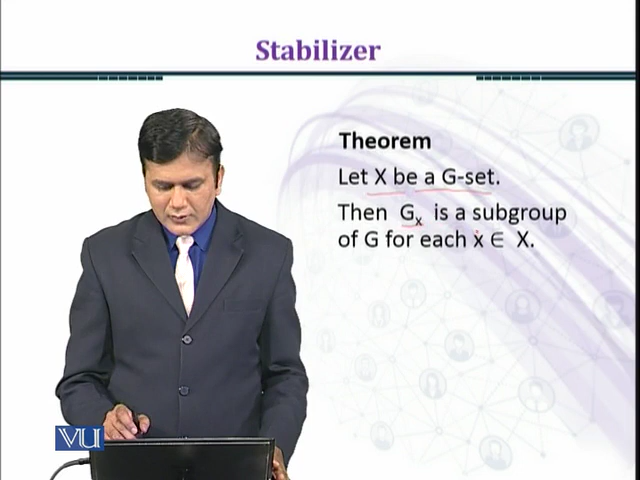 Stabilizer
Theorem
Let X be a G-set.
Then Gₓ is a subgroup
of G for each x ∈ X.
VU